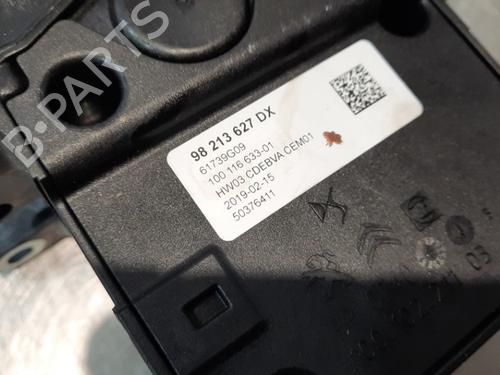 98 213 627 DX
61739G09
100 116 633-01
HW03 CDEBVA CEM01
2019-02-15
50376411
B-PARTS